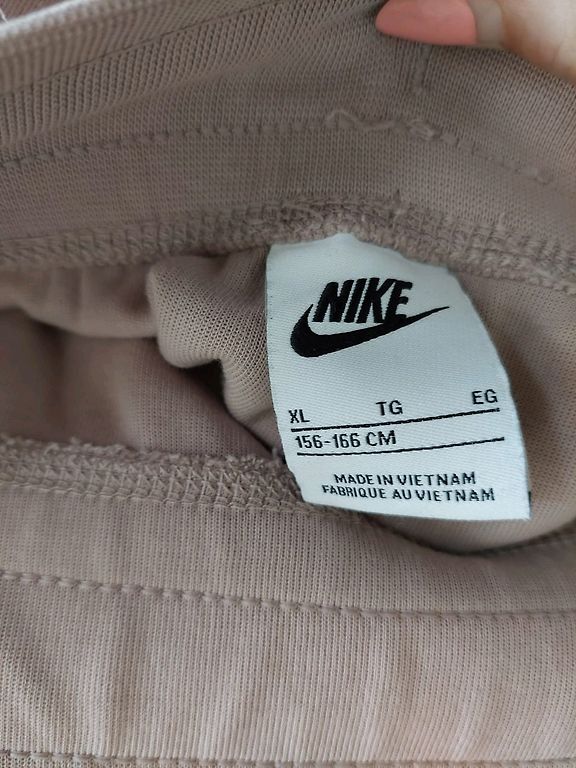 NIKE
XL TG EG
156-166 CM
MADE IN VIETNAM
FABRIQUE AU VIETNAM